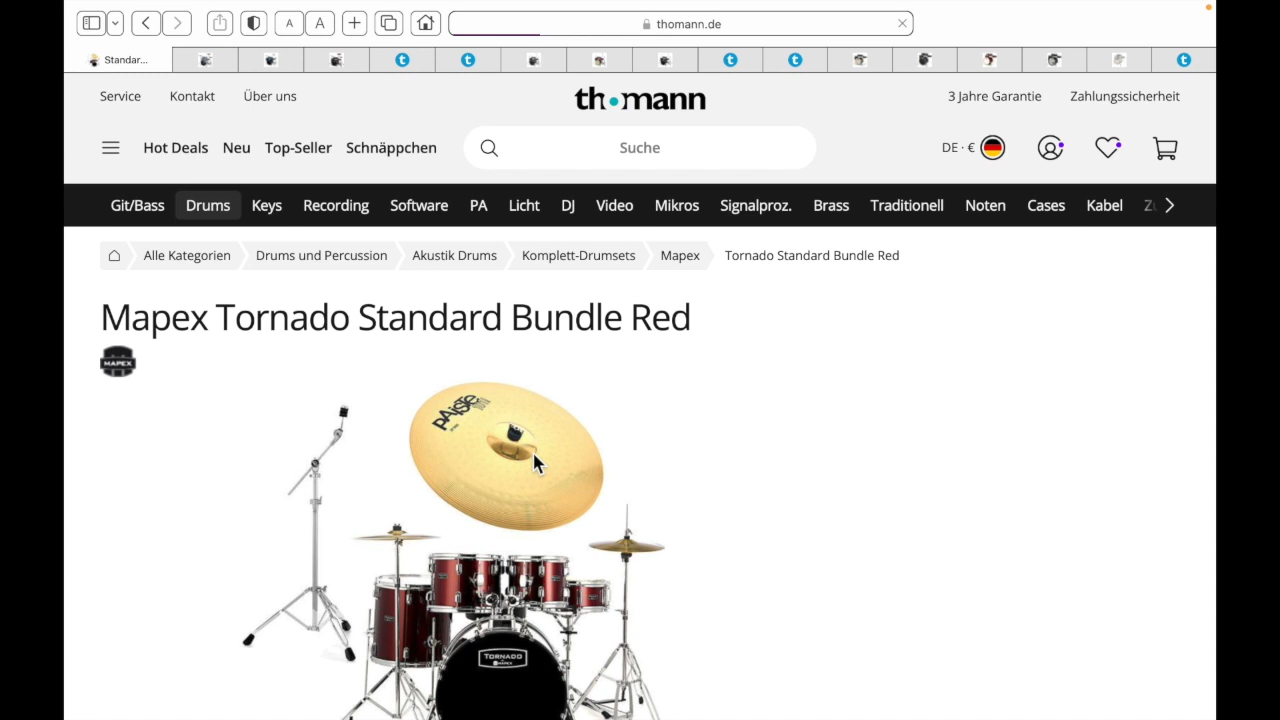 A A
thomann.de
Standar...
Service Kontakt Über uns
thomann
3 Jahre Garantie Zahlungssicherheit
Hot Deals Neu Top-Seller Schnäppchen
Suche
DE · €
Git/Bass Drums Keys Recording Software PA Licht DJ Video Mikros Signalproz. Brass Traditionell Noten Cases Kabel
Alle Kategorien Drums und Percussion Akustik Drums Komplett-Drumsets Mapex Tornado Standard Bundle Red
Mapex Tornado Standard Bundle Red
MAPEX
PAiSTe
TORNADO
MAPEX